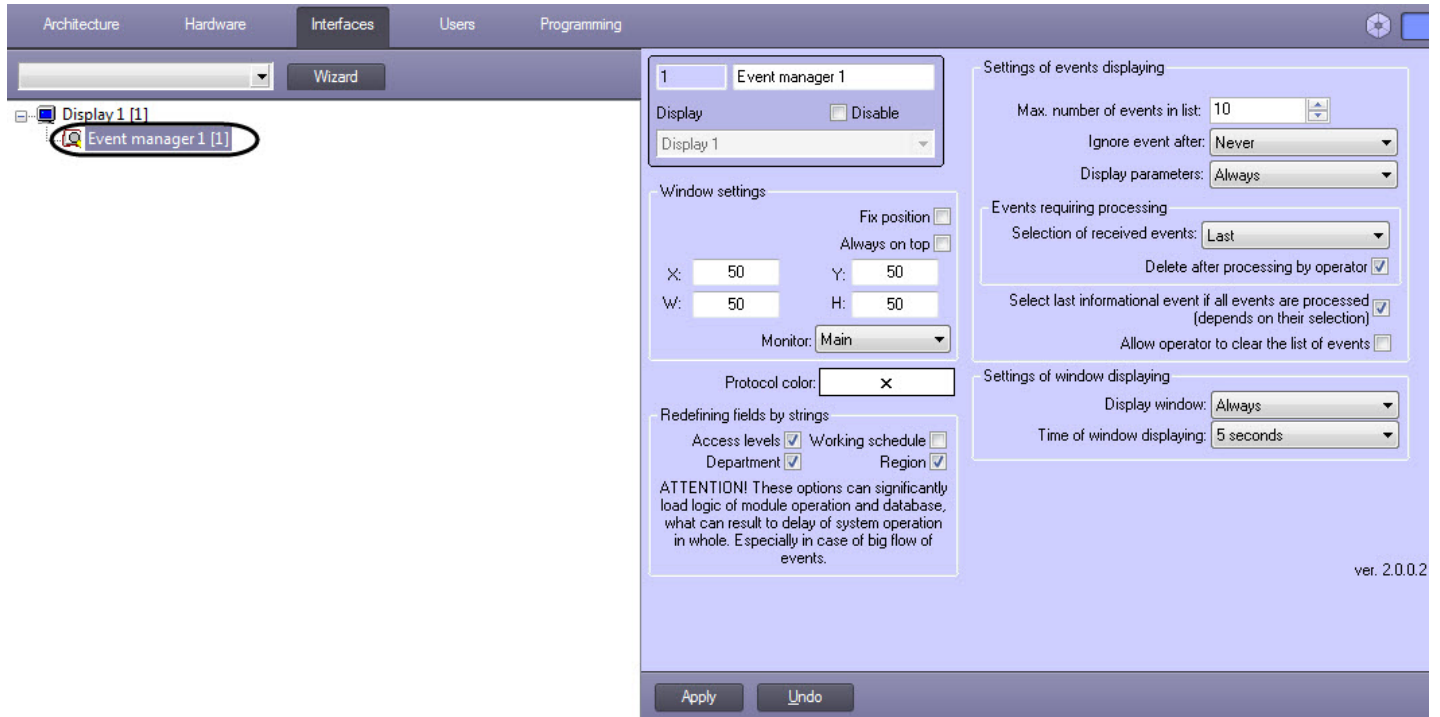 Architecture Hardware Interfaces Users Programming
Wizard
Display 1 [1]
Event manager 1 [1]
1 Event manager 1
Display Disable
Display 1
Window settings
Fix position
Always on top
X: 50 Y: 50
W: 50 H: 50
Monitor: Main
Protocol color: ×
Redefining fields by strings
Access levels Working schedule
Department Region
ATTENTION! These options can significantly
load logic of module operation and database,
what can result to delay of system operation
in whole. Especially in case of big flow of
events.
Settings of events displaying
Max. number of events in list: 10
Ignore event after: Never
Display parameters: Always
Events requiring processing
Selection of received events: Last
Delete after processing by operator
Select last informational event if all events are processed
(depends on their selection)
Allow operator to clear the list of events
Settings of window displaying
Display window: Always
Time of window displaying: 5 seconds
ver. 2.0.0.2
Apply Undo